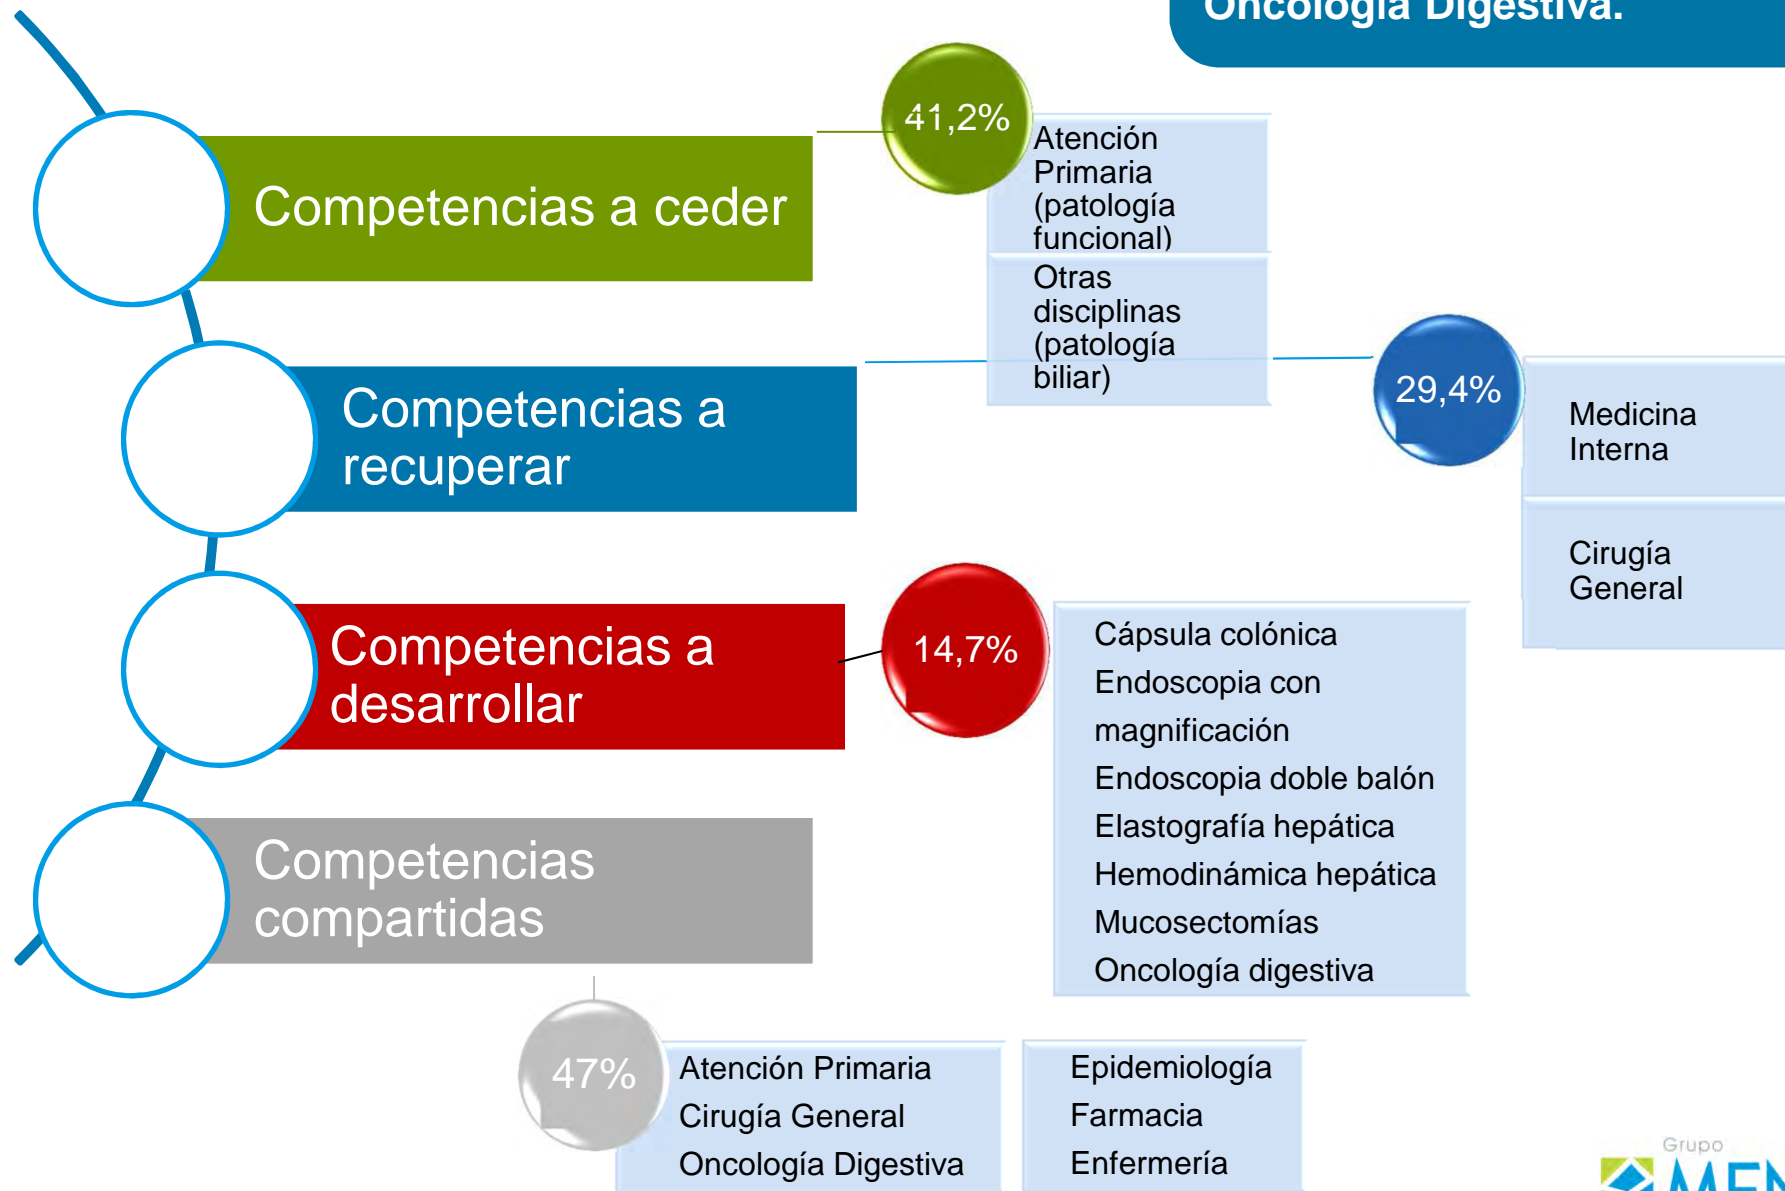 Oncología Digestiva.
41,2%
Atención
Primaria
(patología
funcional)
Competencias a ceder
Otras
disciplinas
(patología
biliar)
Competencias a
recuperar
29,4%
Medicina
Interna
Cirugía
General
Competencias a
desarrollar
14,7%
Cápsula colónica
Endoscopia con
magnificación
Endoscopia doble balón
Elastografía hepática
Hemodinámica hepática
Mucosectomías
Oncología digestiva
Competencias
compartidas
47%
Atención Primaria
Cirugía General
Oncología Digestiva
Epidemiología
Farmacia
Enfermería
Grupo